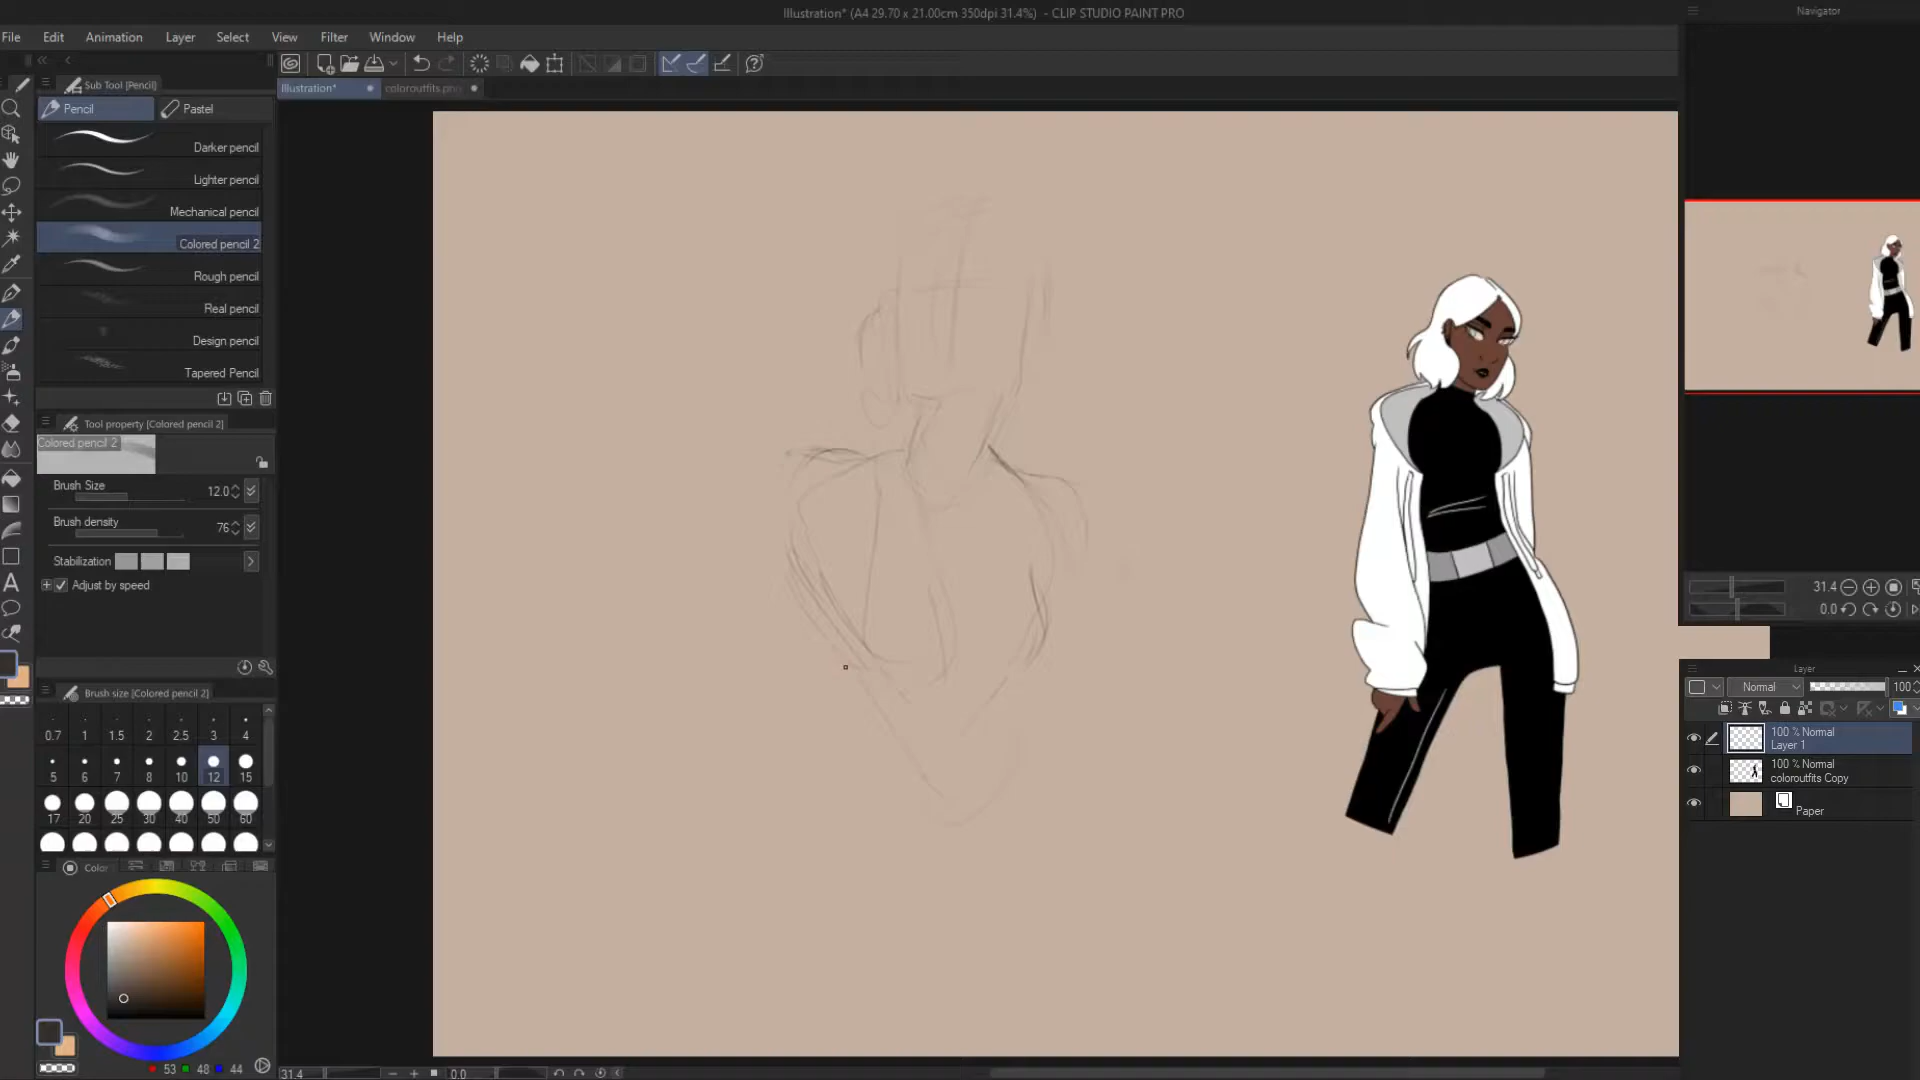 Illustration* (A4 29.70 x 21.00cm 350dpi 31.4%)  - CLIP STUDIO PAINT PRO
Navigator
File Edit Animation Layer Select View Filter Window Help
Sub Tool [Pencil]
Illustration* coloroutfits.png
Pencil Pastel
Darker pencil
Lighter pencil
Mechanical pencil
Colored pencil 2
Rough pencil
Real pencil
Design pencil
Tapered Pencil
Tool property [Colored pencil 2]
Colored pencil 2
Brush Size 12.0
Brush density 76
Stabilization
Adjust by speed
Brush size [Colored pencil 2]
0.7 1 1.5 2 2.5 3 4
5 6 7 8 10 12 15
17 20 25 30 40 50 60
Color
53 48 44
31.4 0.0
31.4
0.0
Layer
Normal 100
100 % Normal
Layer 1
100 % Normal
coloroutfits Copy
Paper